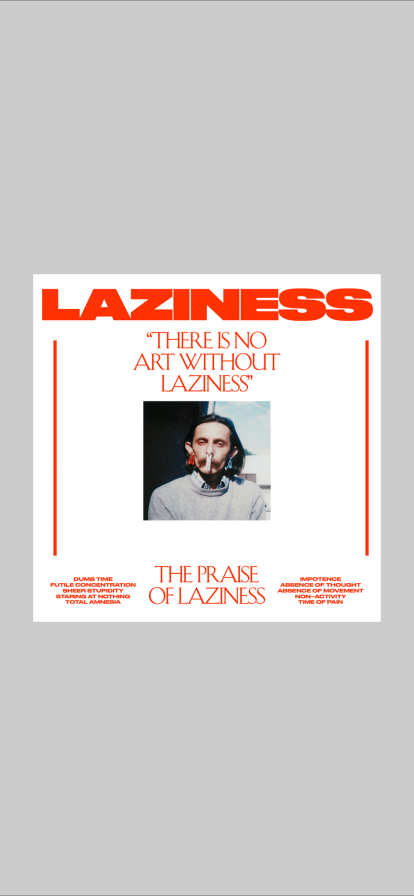 LAZINESS
“THERE IS NO
ART WITHOUT
LAZINESS”
THE PRAISE
OF LAZINESS
DUMB TIME
FUTILE CONCENTRATION
SHEER STUPIDITY
STARING AT NOTHING
TOTAL AMNESIA
IMPOTENCE
ABSENCE OF THOUGHT
ABSENCE OF MOVEMENT
NON–ACTIVITY
TIME OF PAIN